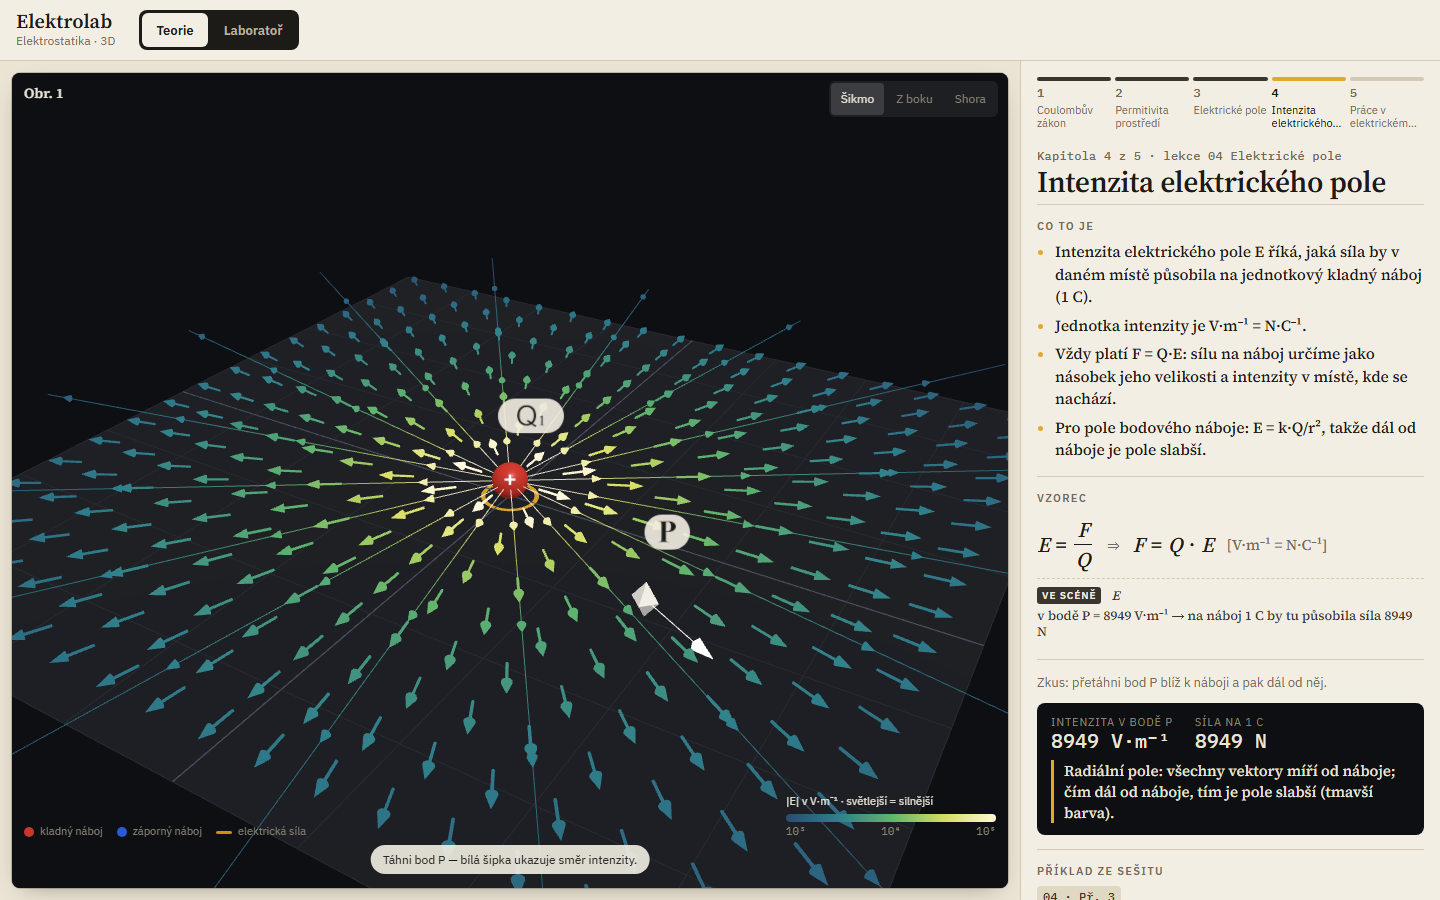 Elektrolab
Elektrostatika · 3D
Teorie
Laboratoř
Obr. 1
Šikmo
Z boku
Shora
Q₁
+
P
|E| v V·m⁻¹ · světlejší = silnější
10³
10⁴
10⁵
kladný náboj
záporný náboj
elektrická síla
Táhni bod P — bílá šipka ukazuje směr intenzity.
1
Coulombův
zákon
2
Permitivita
prostředí
3
Elektrické pole
4
Intenzita
elektrického...
5
Práce v
elektrickém...
Kapitola 4 z 5 · lekce 04 Elektrické pole
Intenzita elektrického pole
CO TO JE
Intenzita elektrického pole E říká, jaká síla by v
daném místě působila na jednotkový kladný náboj
(1 C).
Jednotka intenzity je V·m⁻¹ = N·C⁻¹.
Vždy platí F = Q·E: sílu na náboj určíme jako
násobek jeho velikosti a intenzity v místě, kde se
nachází.
Pro pole bodového náboje: E = k·Q/r², takže dál od
náboje je pole slabší.
VZOREC
E = F/Q ⇒ F = Q · E [V·m⁻¹ = N·C⁻¹]
VE SCÉNĚ E
v bodě P = 8949 V·m⁻¹ → na náboj 1 C by tu působila síla 8949
N
Zkus: přetáhni bod P blíž k náboji a pak dál od něj.
INTENZITA V BODĚ P
8949 V·m⁻¹
SÍLA NA 1 C
8949 N
Radiální pole: všechny vektory míří od náboje;
čím dál od náboje, tím je pole slabší (tmavší
barva).
PŘÍKLAD ZE SEŠITU
04 · Př. 3